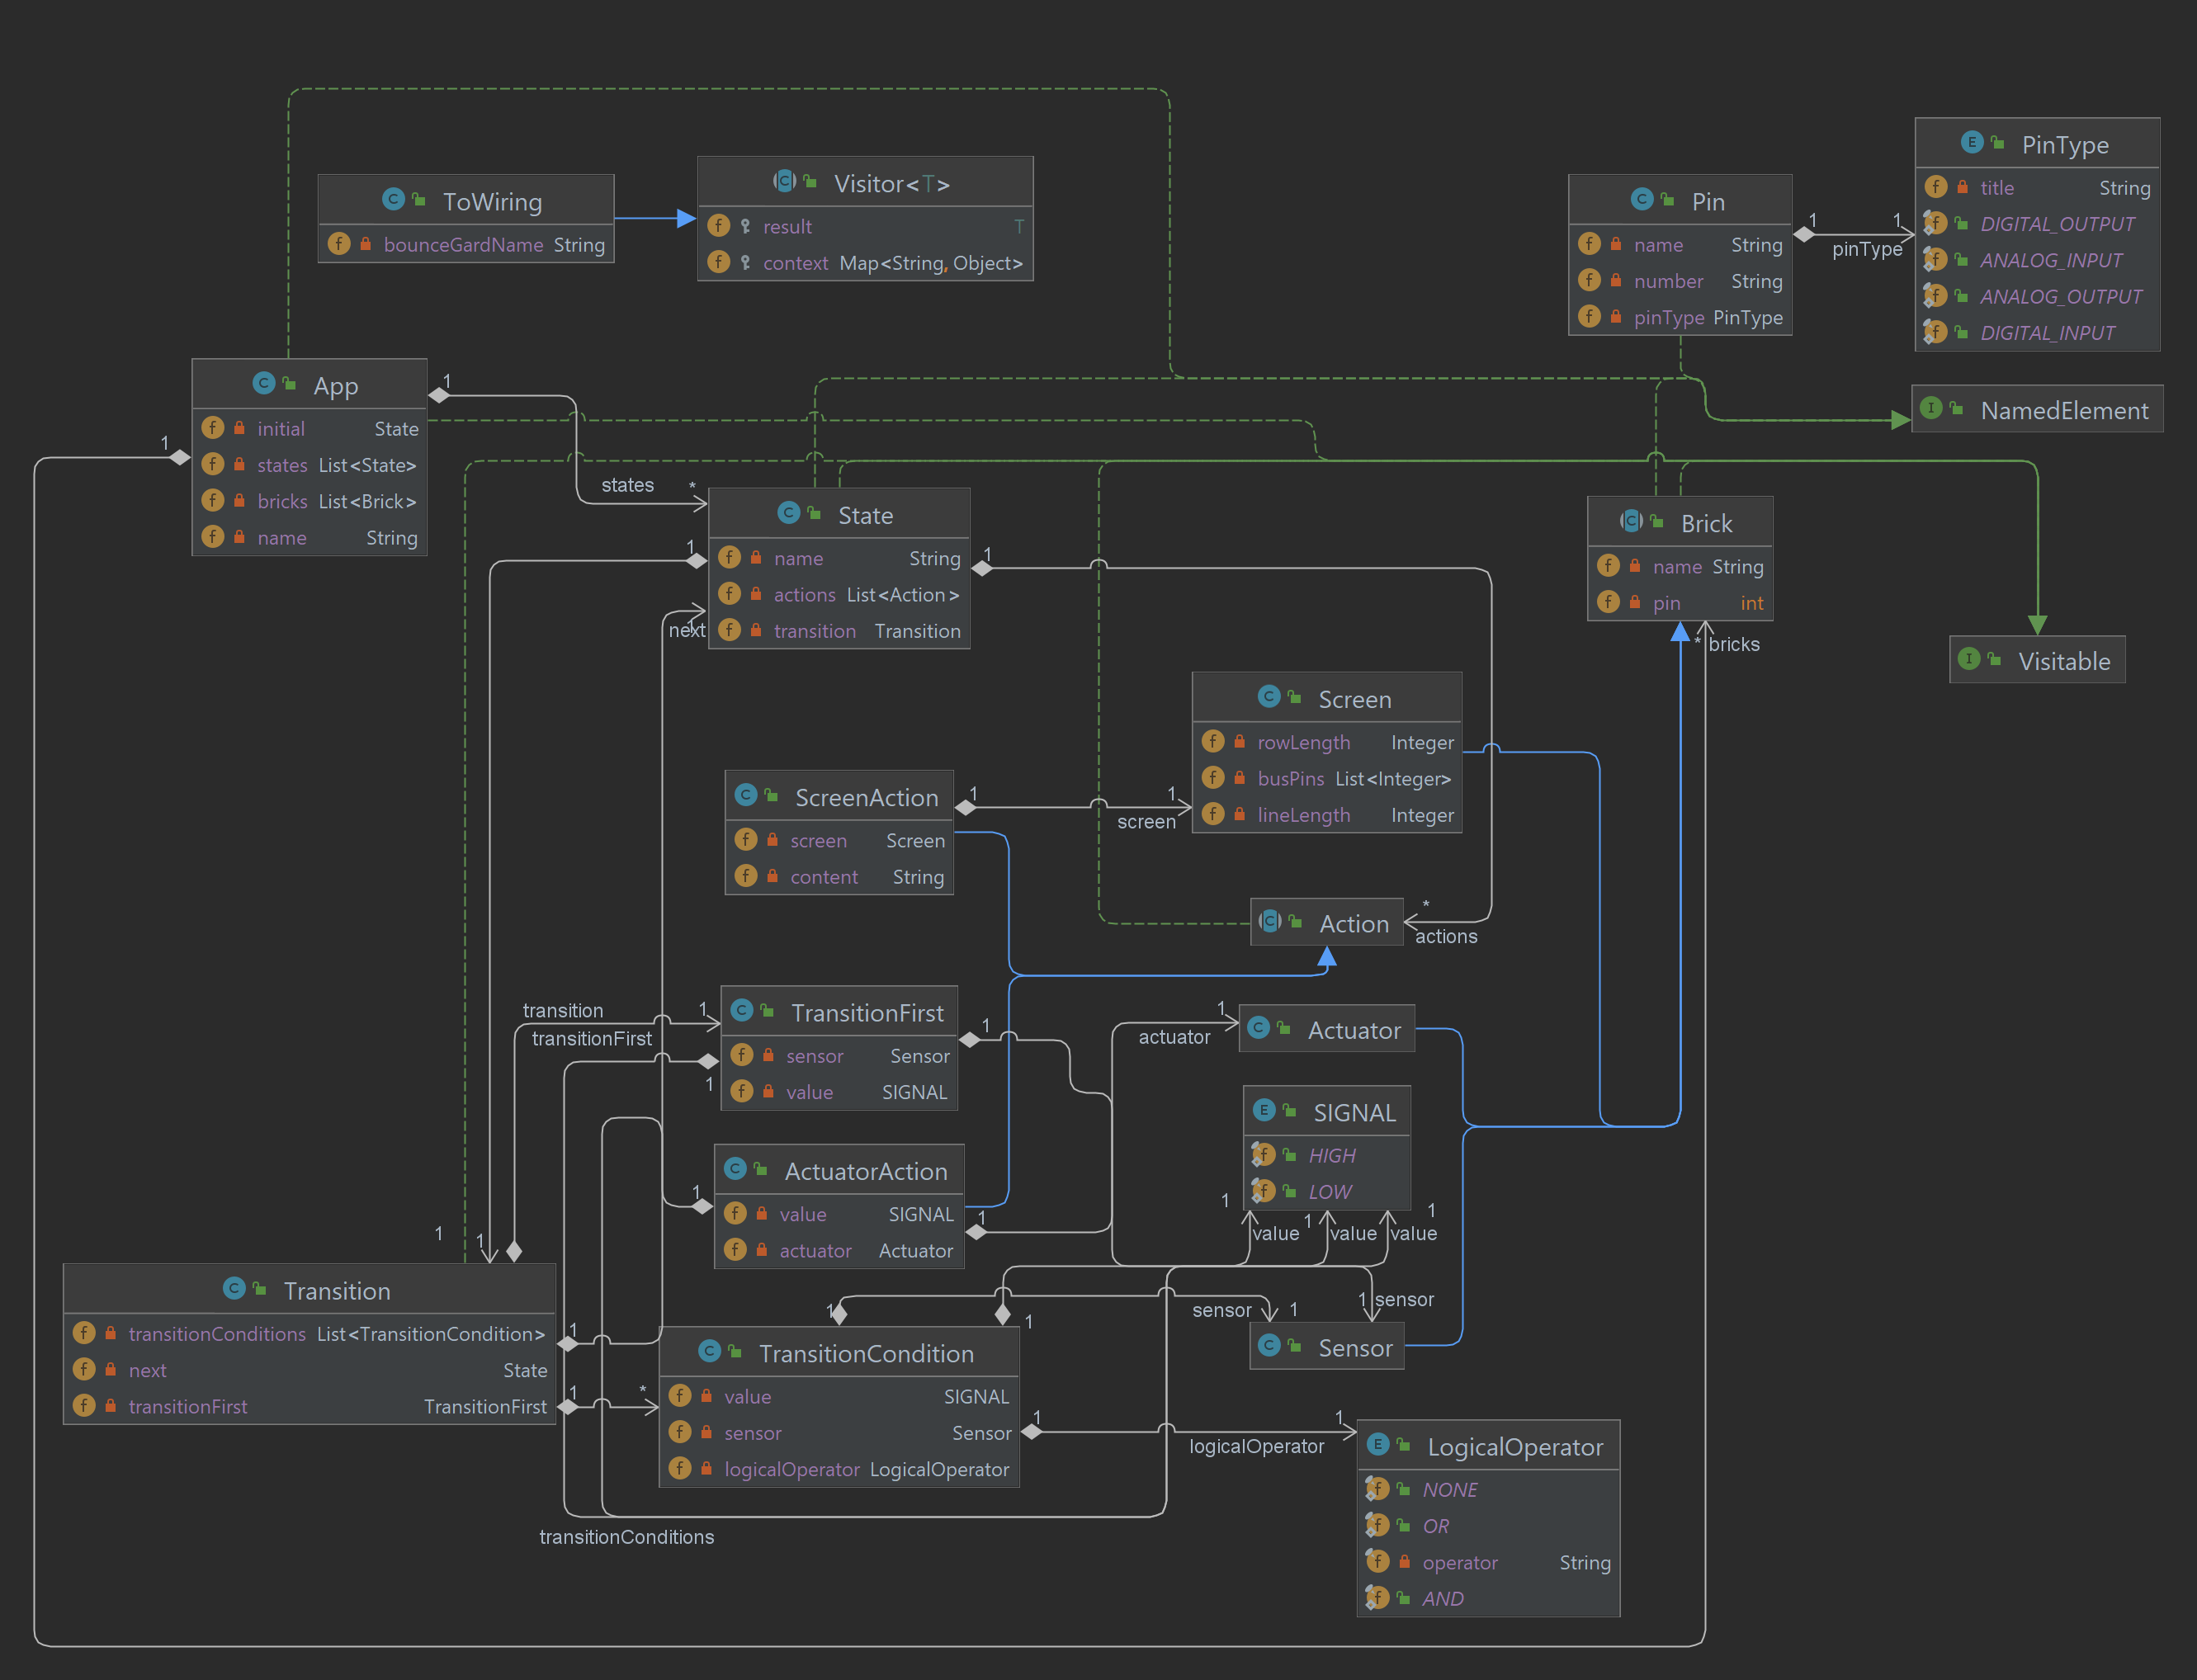 ToWiring
bounceGardName String
Visitor<T>
result T
context Map<String, Object>
Pin
name String
number String
pinType PinType
1
1
pinType
PinType
title String
DIGITAL_OUTPUT
ANALOG_INPUT
ANALOG_OUTPUT
DIGITAL_INPUT
NamedElement
App
initial State
states List<State>
bricks List<Brick>
name String
1
1
states
*
State
name String
actions List<Action>
transition Transition
1
1
next
1
Brick
name String
pin int
* bricks
Visitable
Screen
rowLength Integer
busPins List<Integer>
lineLength Integer
ScreenAction
screen Screen
content String
1
1
screen
Action
*
actions
transition
transitionFirst
1
1
TransitionFirst
sensor Sensor
value SIGNAL
1
1
actuator
Actuator
SIGNAL
HIGH
LOW
ActuatorAction
value SIGNAL
actuator Actuator
1
1
1
1
1
value
value
value
1
1
Transition
transitionConditions List<TransitionCondition>
next State
transitionFirst TransitionFirst
1
1
*
1
1
TransitionCondition
value SIGNAL
sensor Sensor
logicalOperator LogicalOperator
sensor
1
1
sensor
Sensor
1
1
logicalOperator
LogicalOperator
NONE
OR
operator String
AND
transitionConditions